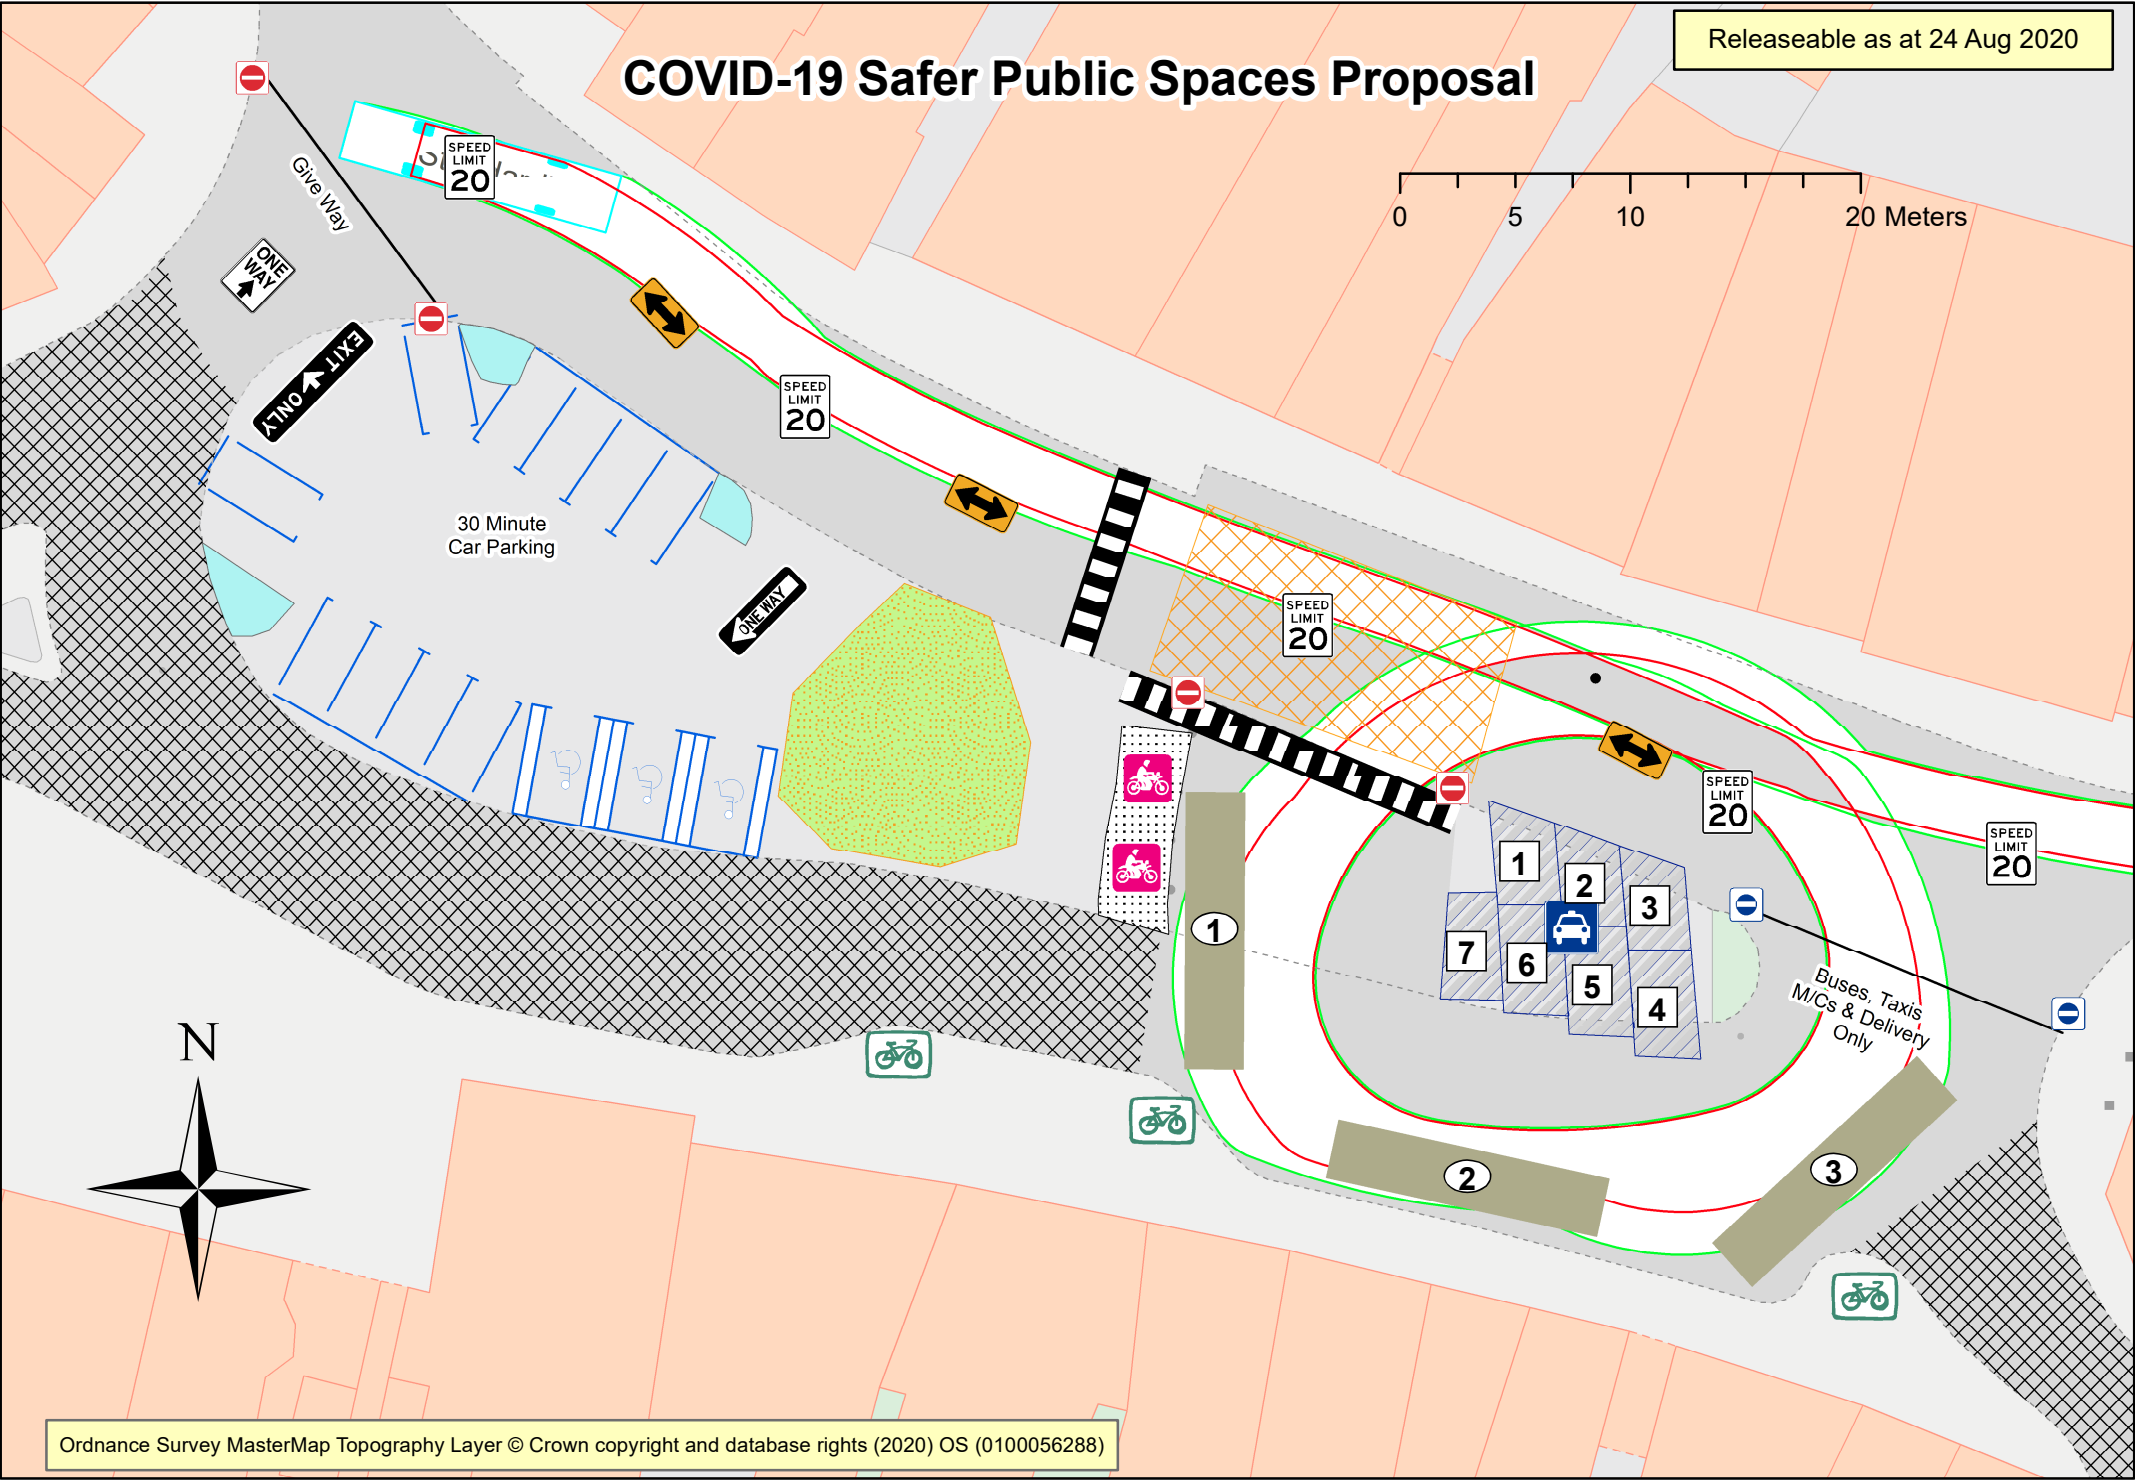 Releaseable as at 24 Aug 2020
COVID-19 Safer Public Spaces Proposal
0 5 10 20 Meters
SPEED
LIMIT
20
Give Way
ONE
WAY
EXIT ONLY
SPEED
LIMIT
20
30 Minute
Car Parking
ONE WAY
SPEED
LIMIT
20
SPEED
LIMIT
20
SPEED
LIMIT
20
1
2
3
7
6
5
4
1
Buses, Taxis
M/Cs & Delivery
Only
N
2
3
Ordnance Survey MasterMap Topography Layer © Crown copyright and database rights (2020) OS (0100056288)